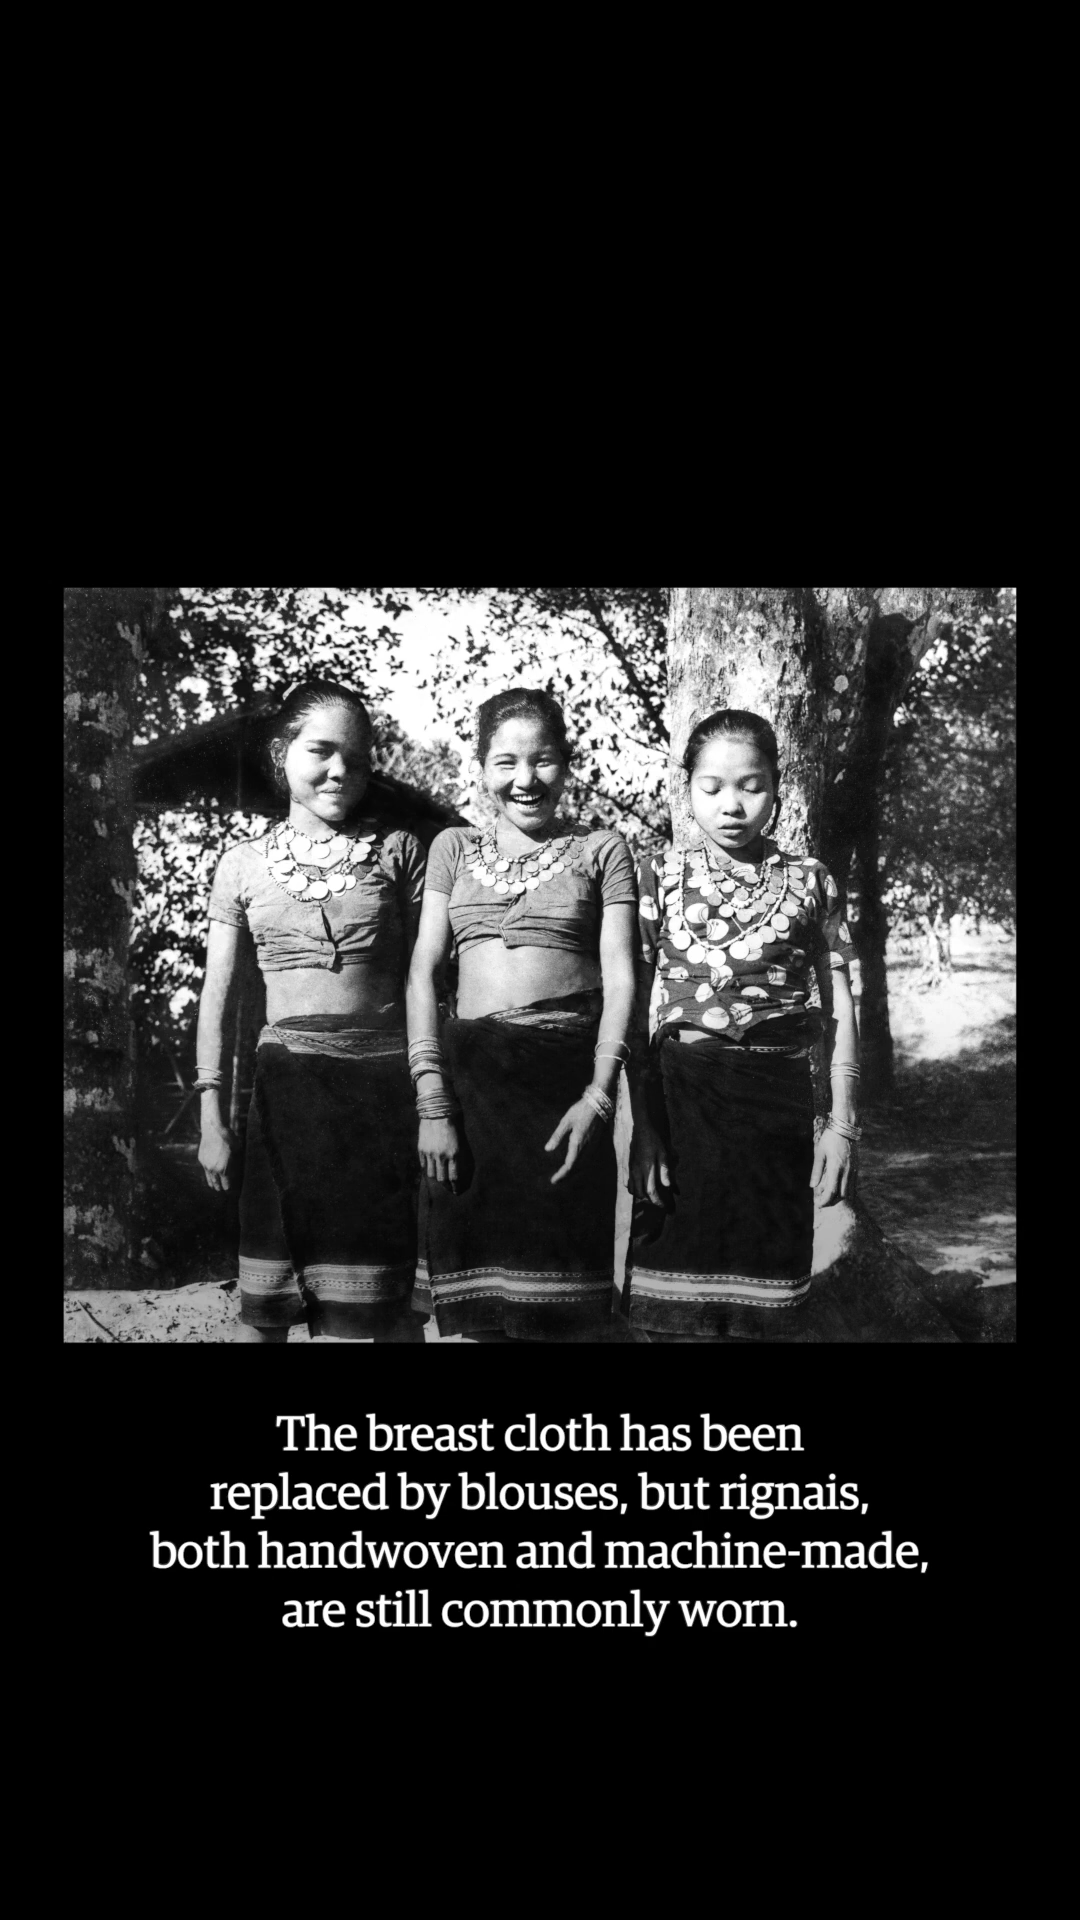 The breast cloth has been
replaced by blouses, but rignais,
both handwoven and machine-made,
are still commonly worn.